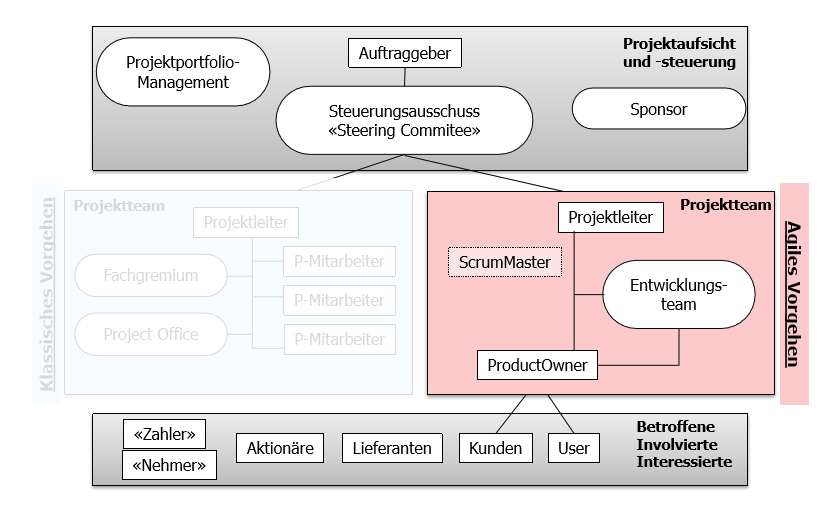 Projektportfolio-
Management
Auftraggeber
Projektaufsicht
und -steuerung
Steuerungsausschuss
«Steering Commitee»
Sponsor
Klassisches Vorgehen
Projektteam
Projektleiter
Fachgremium
Project Office
P-Mitarbeiter
P-Mitarbeiter
P-Mitarbeiter
Projektteam
Projektleiter
ScrumMaster
Entwicklungs-
team
ProductOwner
Agiles Vorgehen
«Zahler»
«Nehmer»
Aktionäre
Lieferanten
Kunden
User
Betroffene
Involvierte
Interessierte